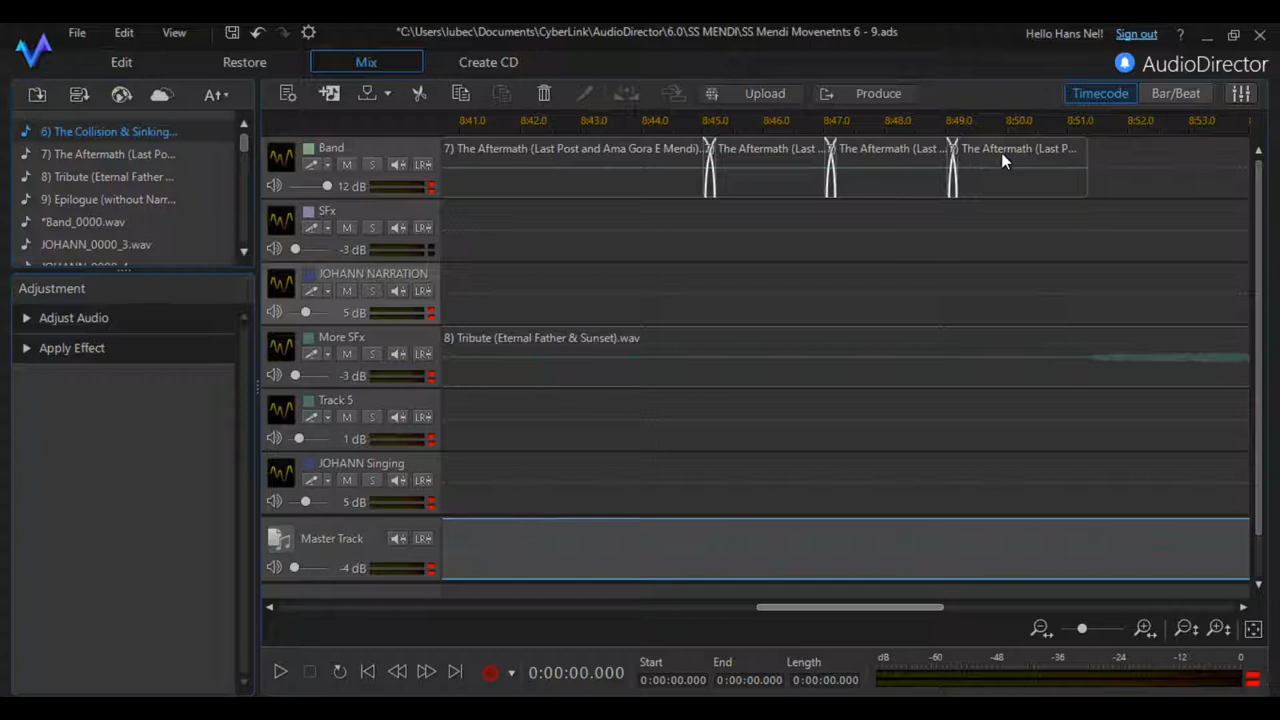 File Edit View *C:\Users\lubec\Documents\CyberLink\AudioDirector\6.0\SS MENDI\SS Mendi Movenetnts 6 - 9.ads Hello Hans Nel! Sign out ?
Edit Restore Mix Create CD AudioDirector
A Upload Produce Timecode Bar/Beat
8:41.0 8:42.0 8:43.0 8:44.0 8:45.0 8:46.0 8:47.0 8:48.0 8:49.0 8:50.0 8:51.0 8:52.0 8:53.0
6) The Collision & Sinking...
7) The Aftermath (Last Po...
8) Tribute (Eternal Father ...
9) Epilogue (without Narr...
*Band_0000.wav
JOHANN_0000_3.wav
Adjustment
Adjust Audio
Apply Effect
Band 7) The Aftermath (Last Post and Ama Gora E Mendi)... The Aftermath (Last ... The Aftermath (Last ... The Aftermath (Last P...
M S LR
12 dB
SFx
M S LR
-3 dB
JOHANN NARRATION
M S LR
5 dB
More SFx 8) Tribute (Eternal Father & Sunset).wav
M S LR
-3 dB
Track 5
M S LR
1 dB
JOHANN Singing
M S LR
5 dB
Master Track LR
-4 dB
0:00:00.000
Start End Length
0:00:00.000 0:00:00.000 0:00:00.000
dB -60 -48 -36 -24 -12 0